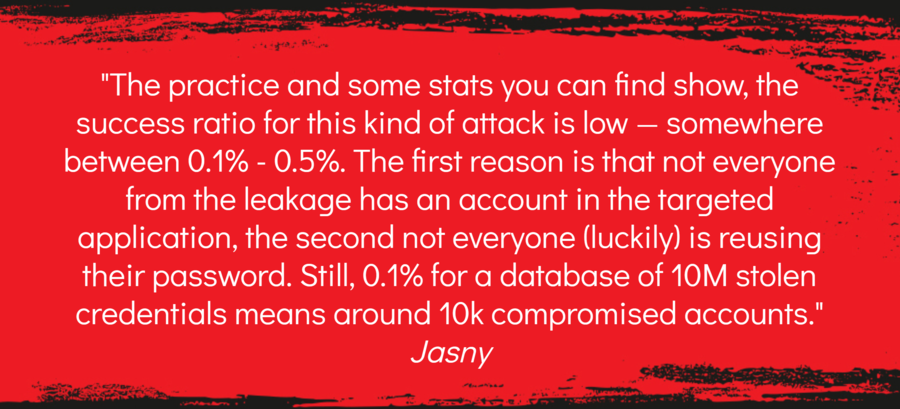 "The practice and some stats you can find show, the
success ratio for this kind of attack is low — somewhere
between 0.1% - 0.5%. The first reason is that not everyone
from the leakage has an account in the targeted
application, the second not everyone (luckily) is reusing
their password. Still, 0.1% for a database of 10M stolen
credentials means around 10k compromised accounts."
Jasny